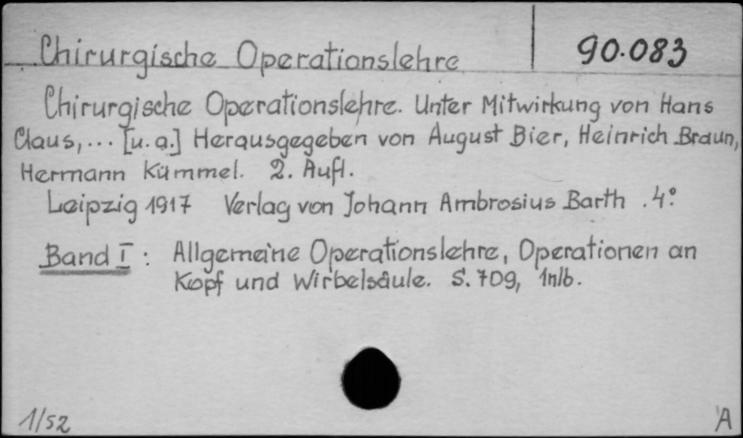 Chirurgische Operationslehre
90.083
Chirurgische Operationslehre. Unter Mitwirkung von Hans
Claus,... [u.a.] Herausgegeben von August Bier, Heinrich Braun,
Hermann Kümmel. 2. Aufl.
Leipzig 1917 Verlag von Johann Ambrosius Barth .4°
Band I: Allgemeine Operationslehre, Operationen an
Kopf und Wirbelsäule. S. 709, Inlb.
1/52
A